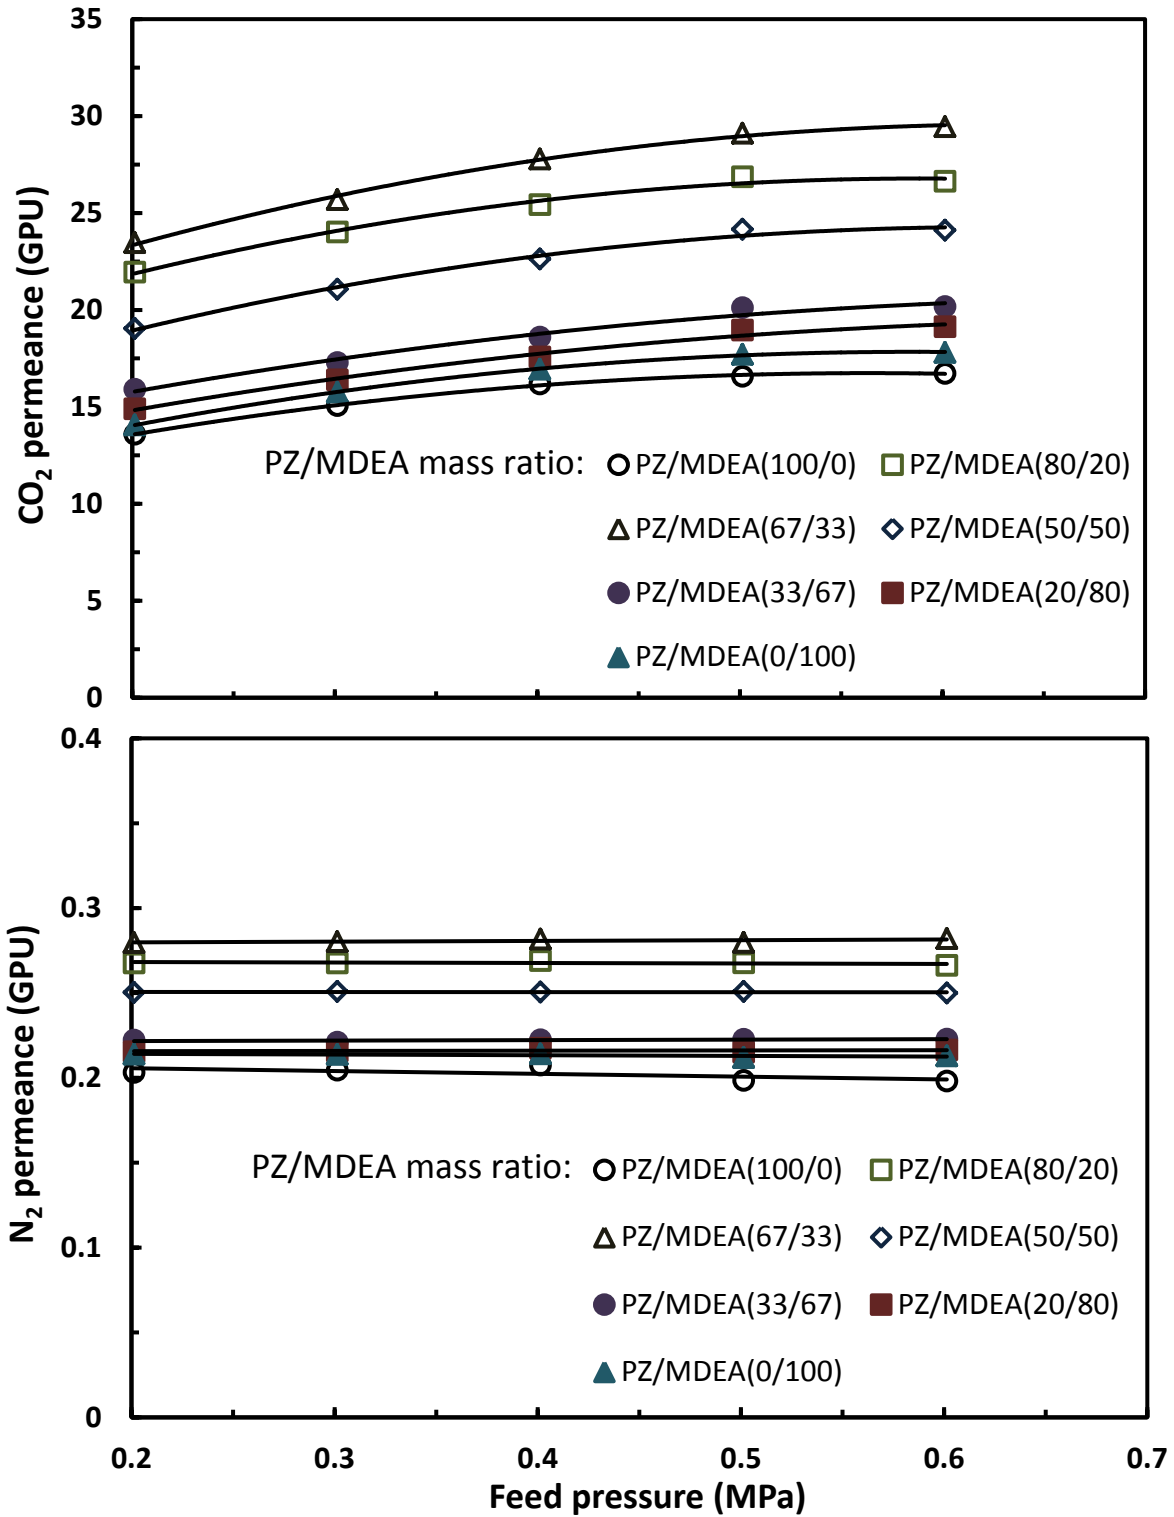 35
30
25
20
15
10
5
0
CO2 permeance (GPU)
PZ/MDEA mass ratio: PZ/MDEA(100/0) PZ/MDEA(80/20)
PZ/MDEA(67/33) PZ/MDEA(50/50)
PZ/MDEA(33/67) PZ/MDEA(20/80)
PZ/MDEA(0/100)
0.4
0.3
0.2
0.1
0
N2 permeance (GPU)
PZ/MDEA mass ratio: PZ/MDEA(100/0) PZ/MDEA(80/20)
PZ/MDEA(67/33) PZ/MDEA(50/50)
PZ/MDEA(33/67) PZ/MDEA(20/80)
PZ/MDEA(0/100)
0.2 0.3 0.4 0.5 0.6 0.7
Feed pressure (MPa)